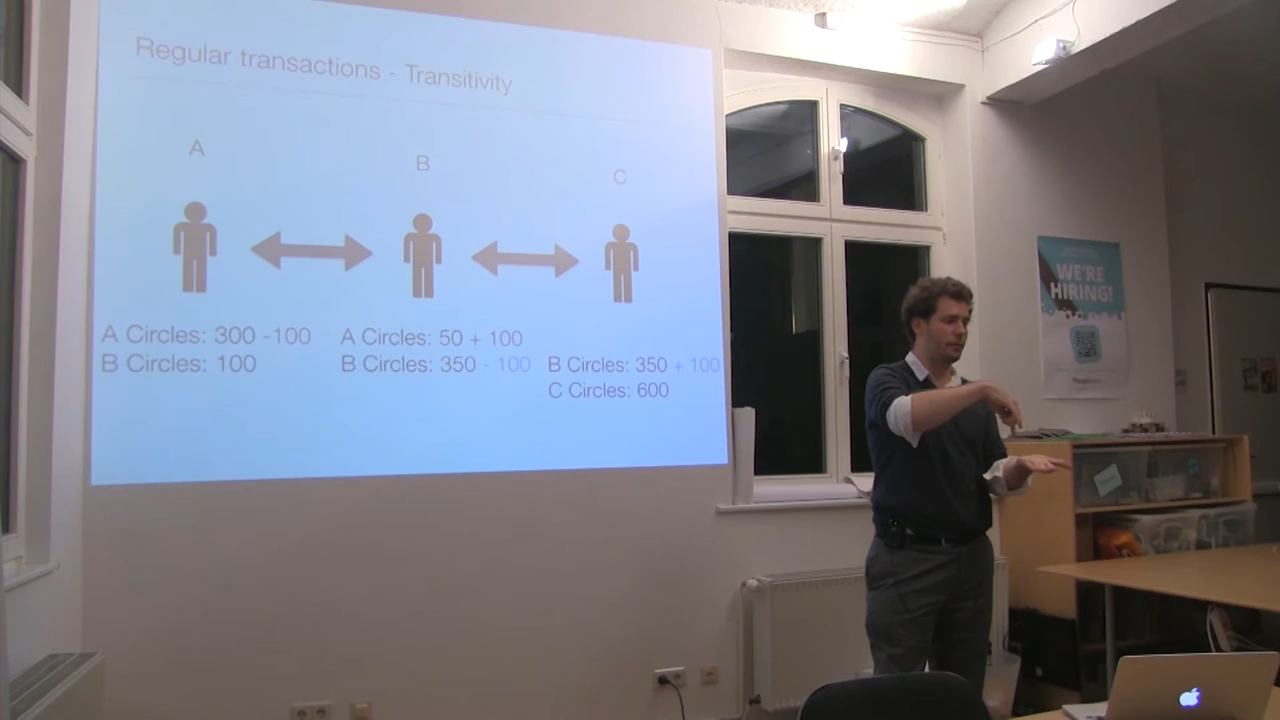 Regular transactions - Transitivity
A
B
C
A Circles: 300 -100
B Circles: 100
A Circles: 50 + 100
B Circles: 350 - 100
B Circles: 350 + 100
C Circles: 600
WE'RE
HIRING!